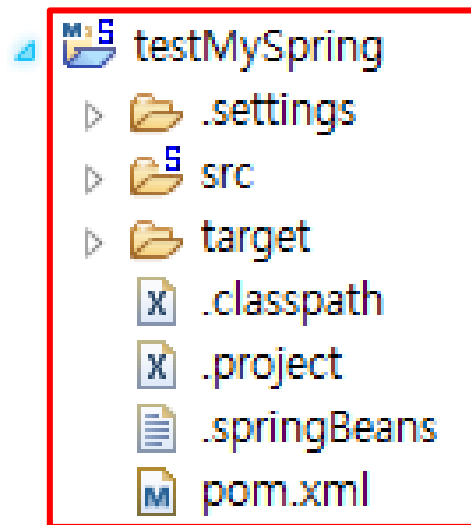 testMySpring
.settings
src
target
.classpath
.project
.springBeans
pom.xml